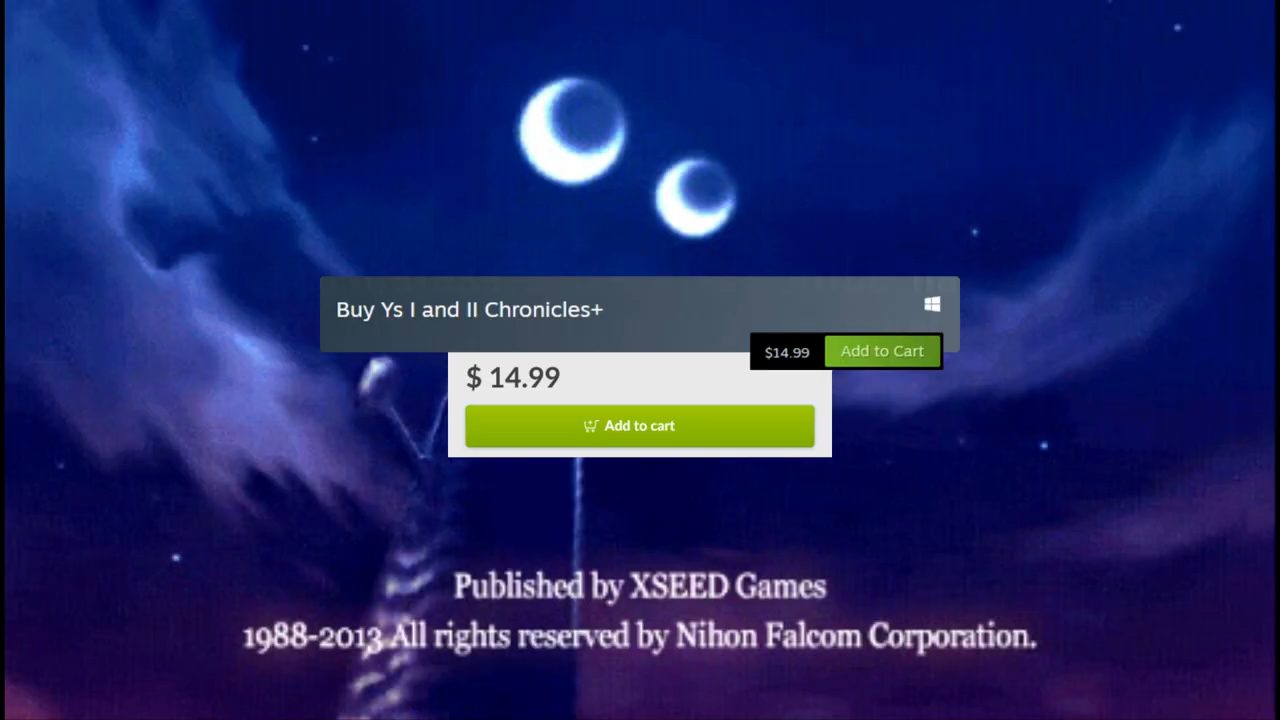 Buy Ys I and II Chronicles+
$14.99 Add to Cart
$ 14.99
Add to cart
Published by XSEED Games
1988-2013 All rights reserved by Nihon Falcom Corporation.